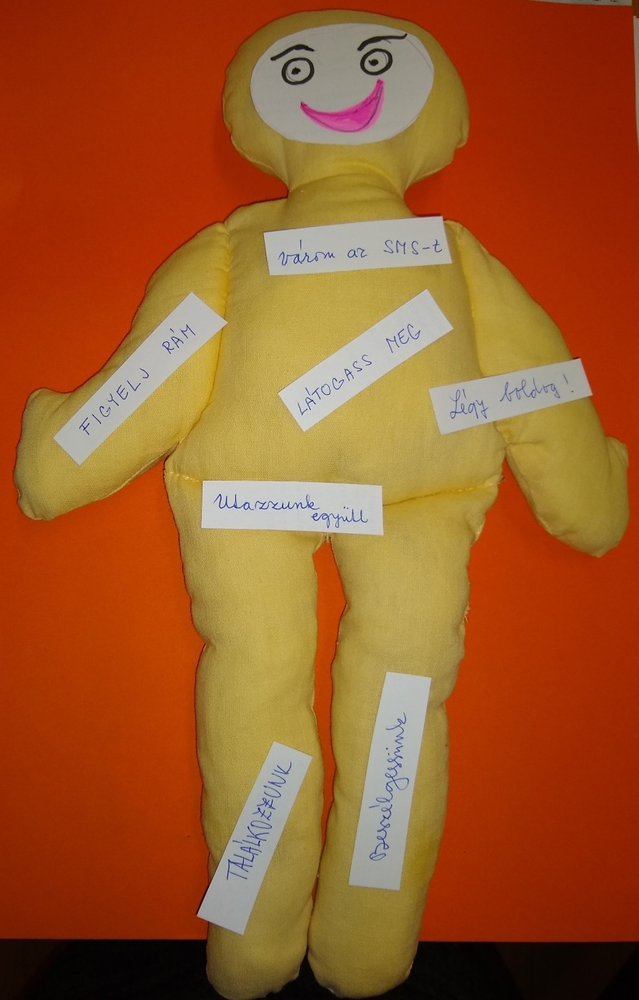 várom az SMS-t
FIGYELJ RÁM
LÁTOGASS MEG
Légy boldog!
Utazzunk
együtt
TALÁLKOZZUNK
Beszélgessünk